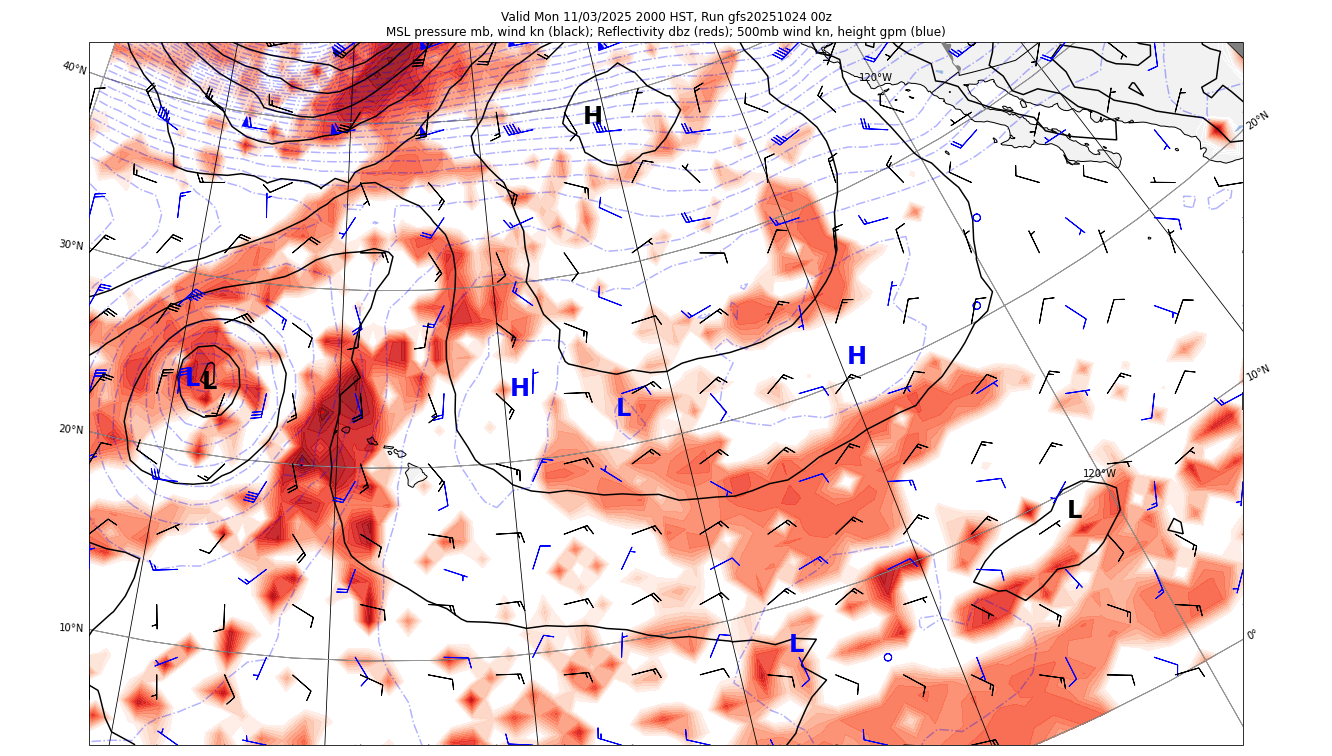 Valid Mon 11/03/2025 2000 HST, Run gfs20251024 00z
MSL pressure mb, wind kn (black); Reflectivity dbz (reds); 500mb wind kn, height gpm (blue)
40°N
120°W
H
20°N
30°N
H
10°N
L L
H
L
20°N
120°W
L
10°N
L
0°